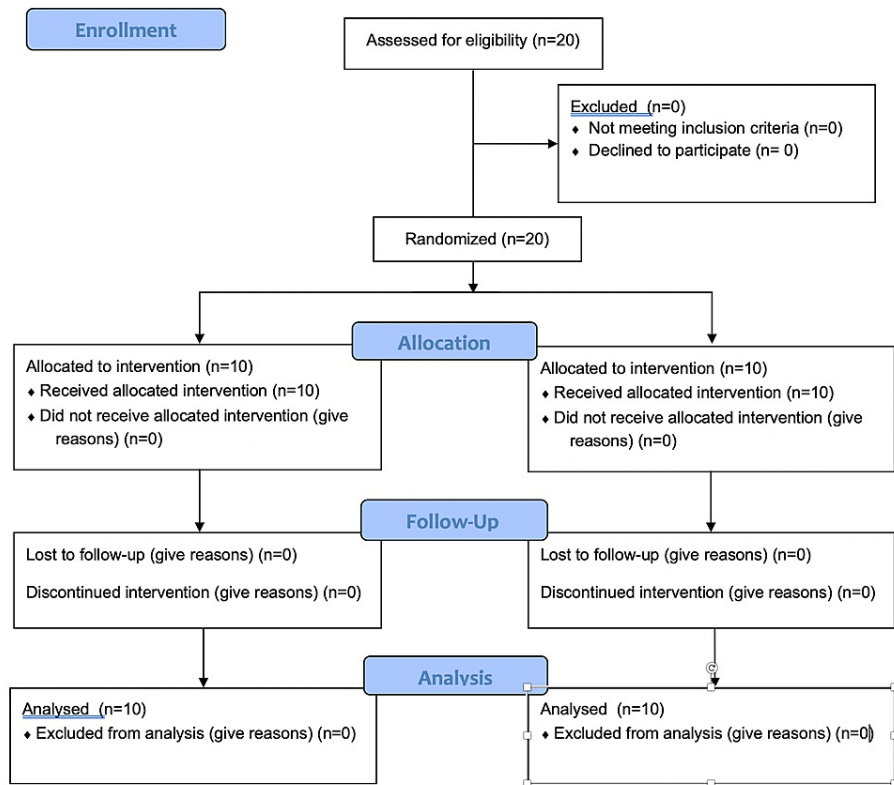 Enrollment
Assessed for eligibility (n=20)
Excluded (n=0)
♦ Not meeting inclusion criteria (n=0)
♦ Declined to participate (n= 0)
Randomized (n=20)
Allocation
Allocated to intervention (n=10)
♦ Received allocated intervention (n=10)
♦ Did not receive allocated intervention (give
reasons) (n=0)
Allocated to intervention (n=10)
♦ Received allocated intervention (n=10)
♦ Did not receive allocated intervention (give
reasons) (n=0)
Follow-Up
Lost to follow-up (give reasons) (n=0)
Discontinued intervention (give reasons) (n=0)
Lost to follow-up (give reasons) (n=0)
Discontinued intervention (give reasons) (n=0)
Analysis
Analysed (n=10)
♦ Excluded from analysis (give reasons) (n=0)
Analysed (n=10)
♦ Excluded from analysis (give reasons) (n=0)